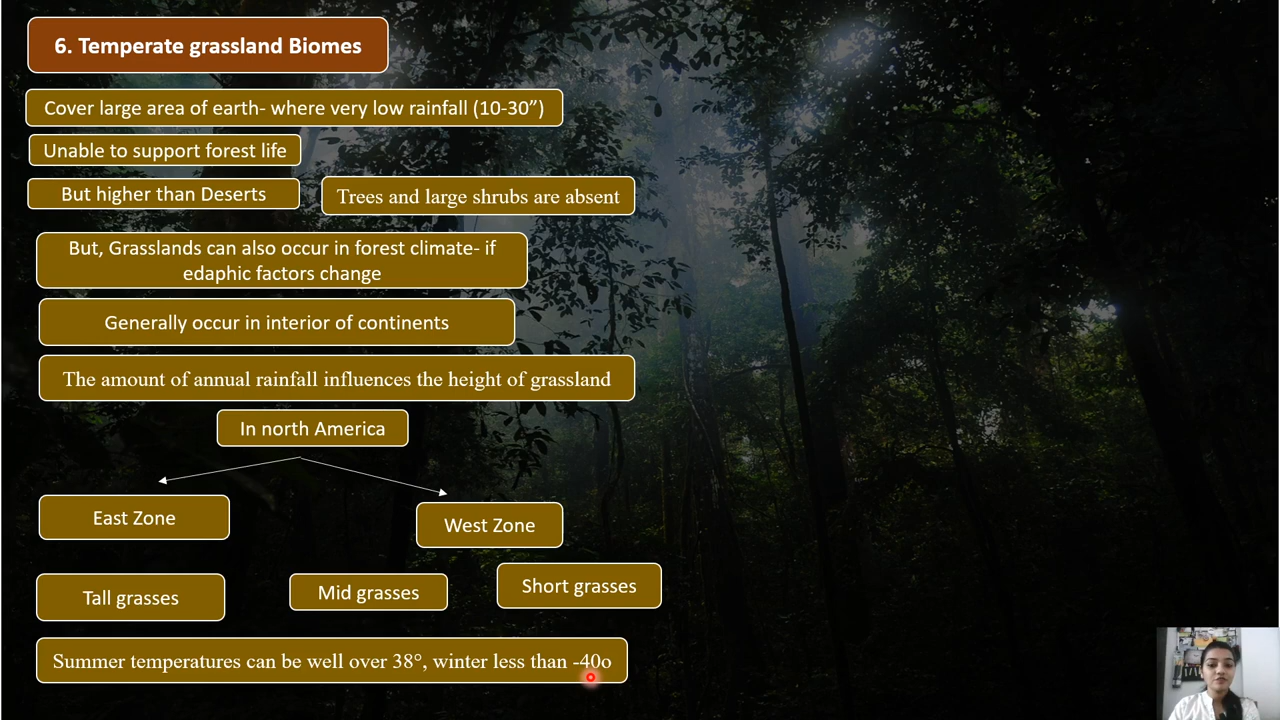 6. Temperate grassland Biomes
Cover large area of earth- where very low rainfall (10-30”)
Unable to support forest life
But higher than Deserts
Trees and large shrubs are absent
But, Grasslands can also occur in forest climate- if
edaphic factors change
Generally occur in interior of continents
The amount of annual rainfall influences the height of grassland
In north America
East Zone
West Zone
Tall grasses
Mid grasses
Short grasses
Summer temperatures can be well over 38°, winter less than -40o